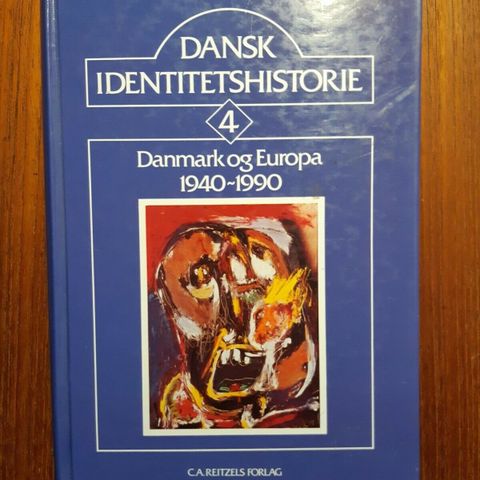 DANSK
IDENTITETSHISTORIE
4
Danmark og Europa
1940~1990
C.A. REITZELS FORLAG